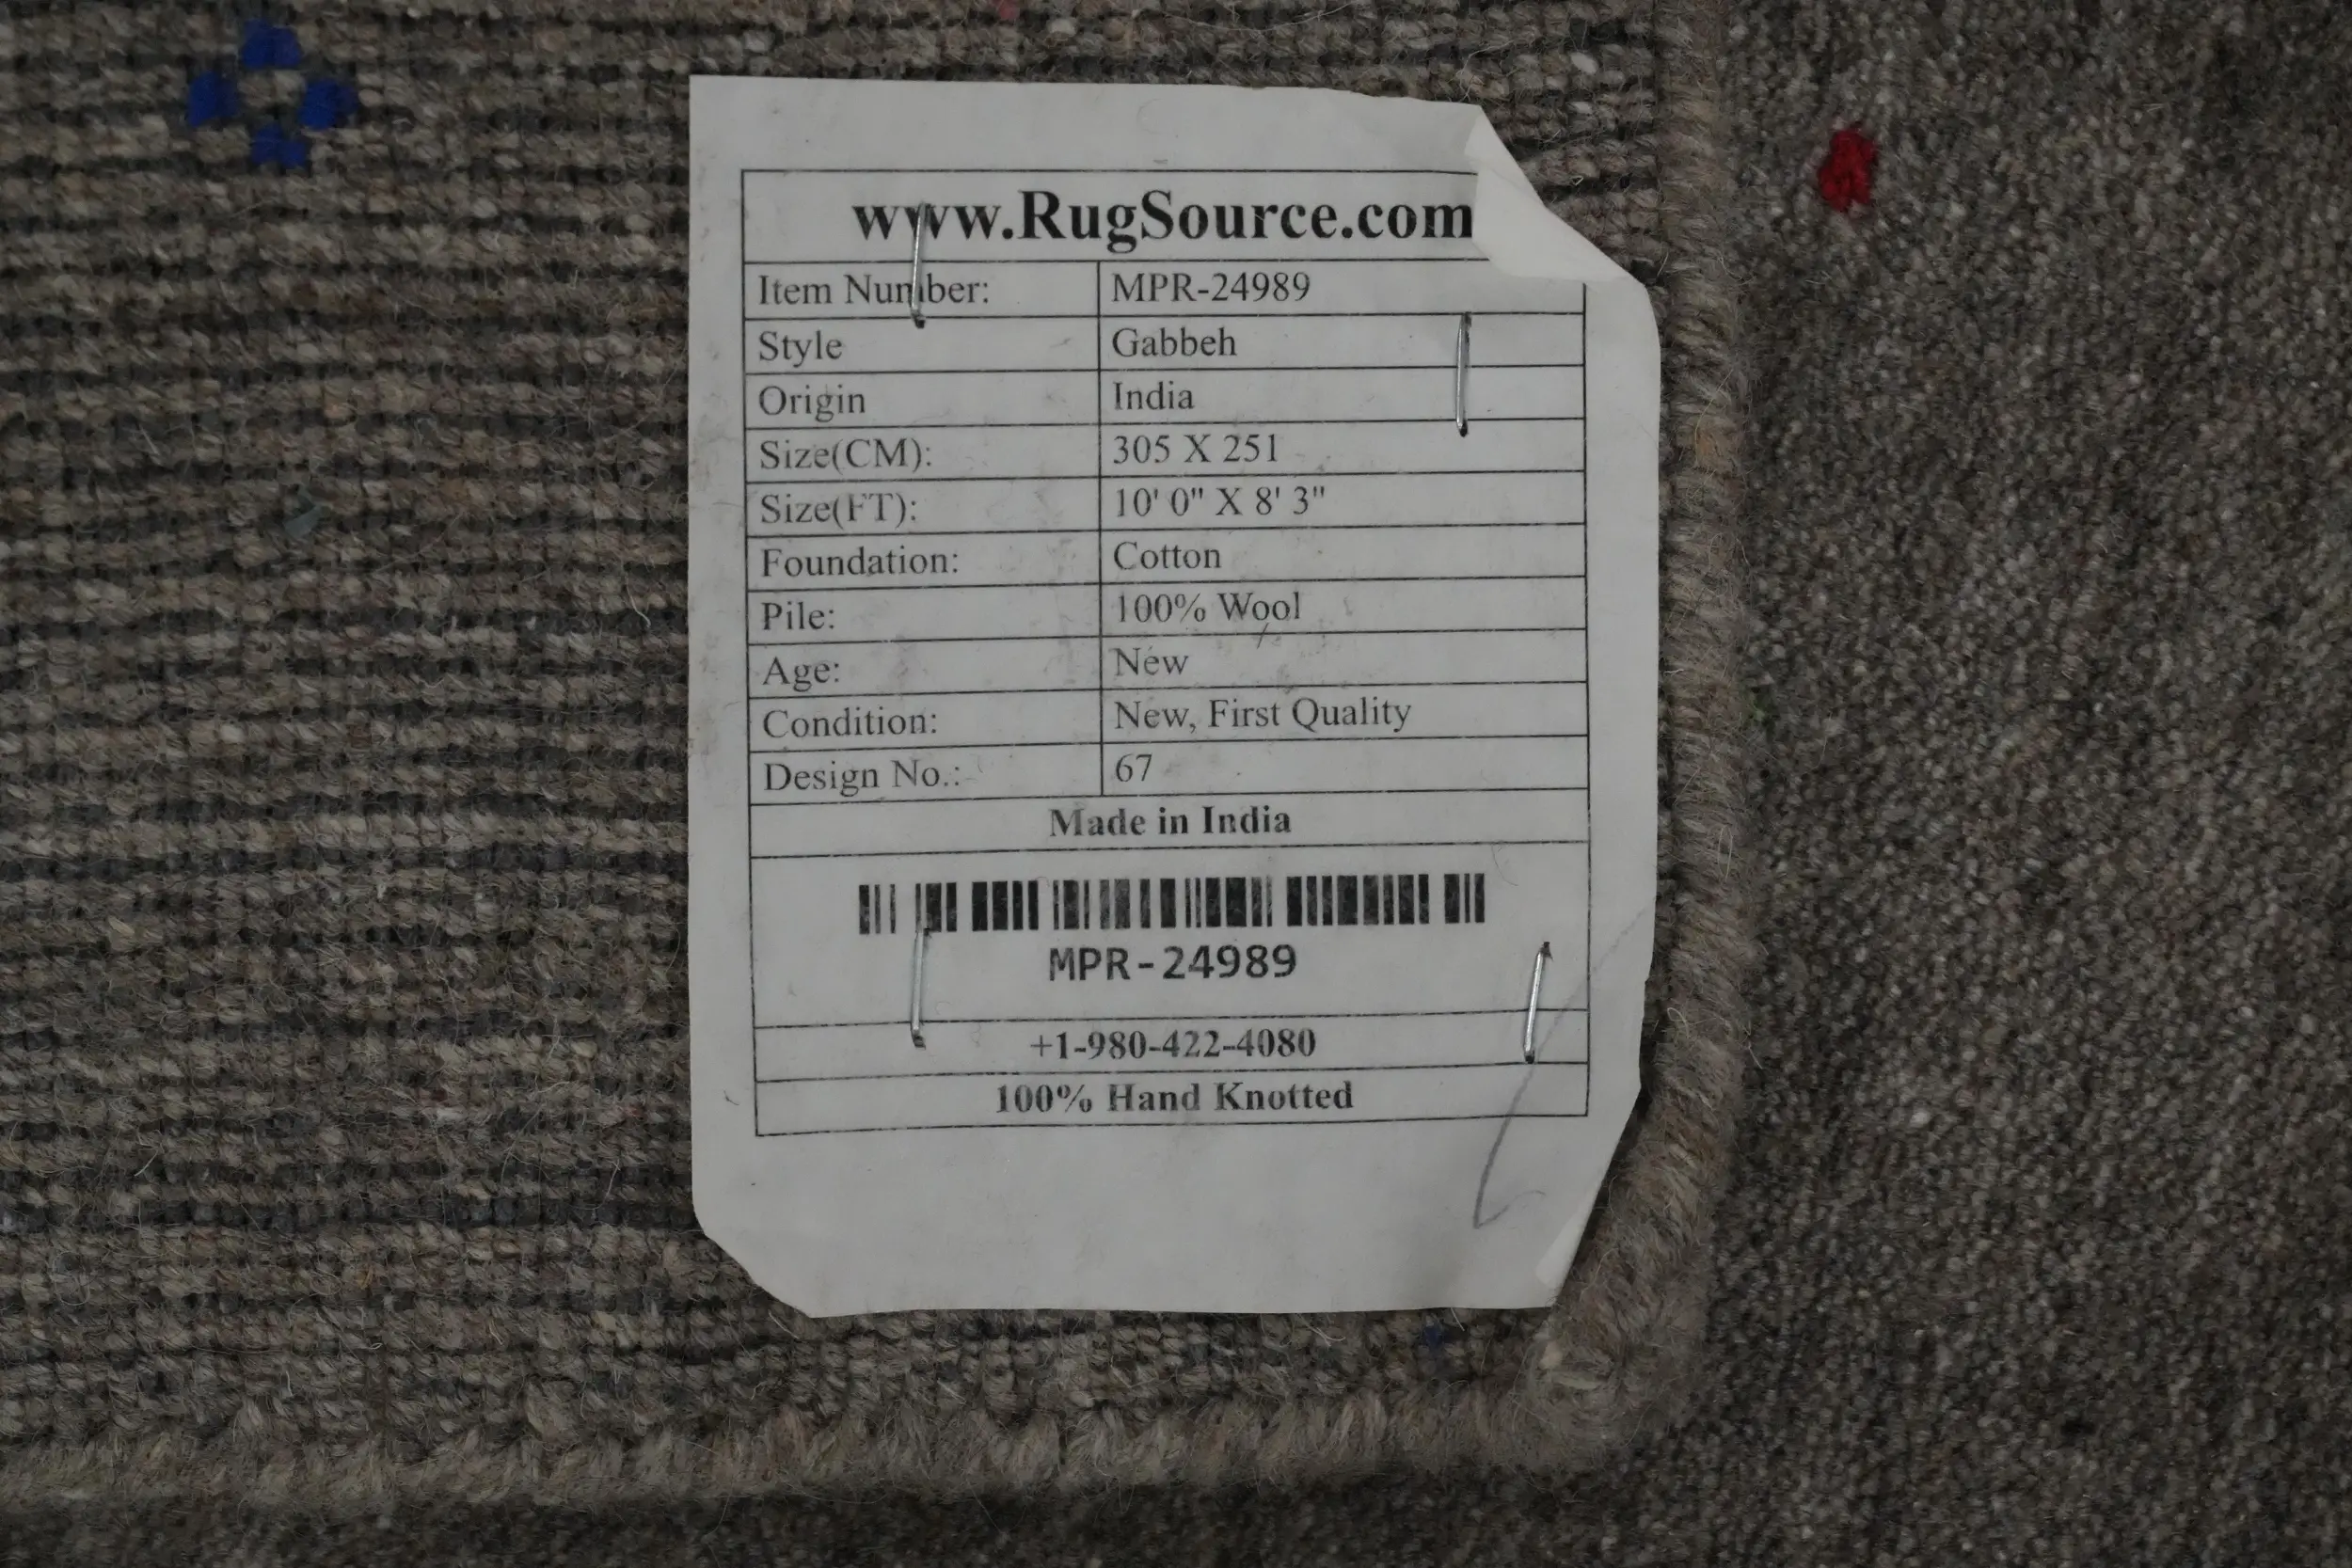 www.RugSource.com
Item Number: MPR-24989
Style Gabbeh
Origin India
Size(CM): 305 X 251
Size(FT): 10' 0" X 8' 3"
Foundation: Cotton
Pile: 100% Wool
Age: New
Condition: New, First Quality
Design No.: 67
Made in India
MPR-24989
+1-980-422-4080
100% Hand Knotted